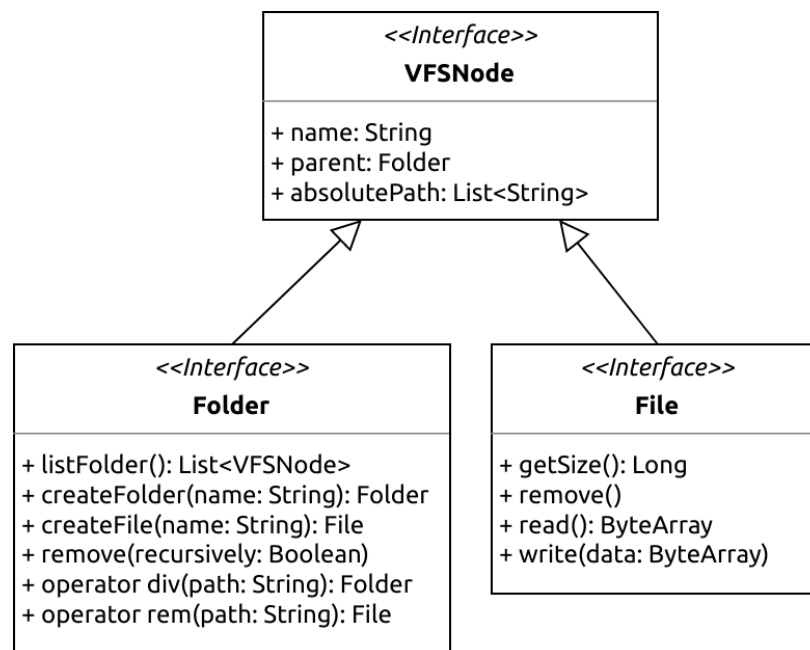 <<Interface>>
VFSNode
+ name: String
+ parent: Folder
+ absolutePath: List<String>
<<Interface>>
Folder
+ listFolder(): List<VFSNode>
+ createFolder(name: String): Folder
+ createFile(name: String): File
+ remove(recursively: Boolean)
+ operator div(path: String): Folder
+ operator rem(path: String): File
<<Interface>>
File
+ getSize(): Long
+ remove()
+ read(): ByteArray
+ write(data: ByteArray)